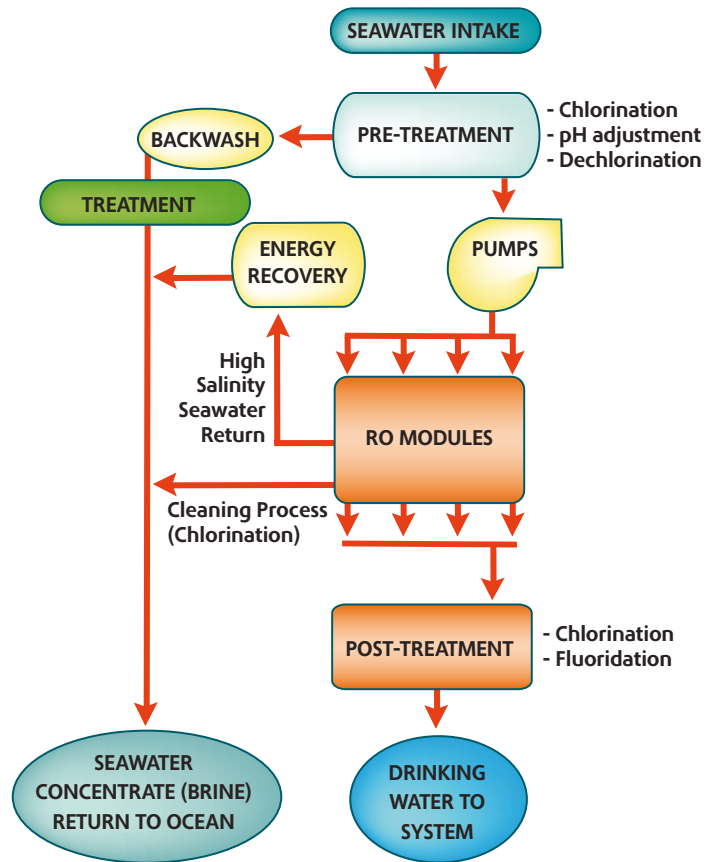 SEAWATER INTAKE
PRE-TREATMENT
- Chlorination
- pH adjustment
- Dechlorination
BACKWASH
TREATMENT
ENERGY
RECOVERY
PUMPS
High
Salinity
Seawater
Return
RO MODULES
Cleaning Process
(Chlorination)
POST-TREATMENT
- Chlorination
- Fluoridation
SEAWATER
CONCENTRATE (BRINE)
RETURN TO OCEAN
DRINKING
WATER TO
SYSTEM